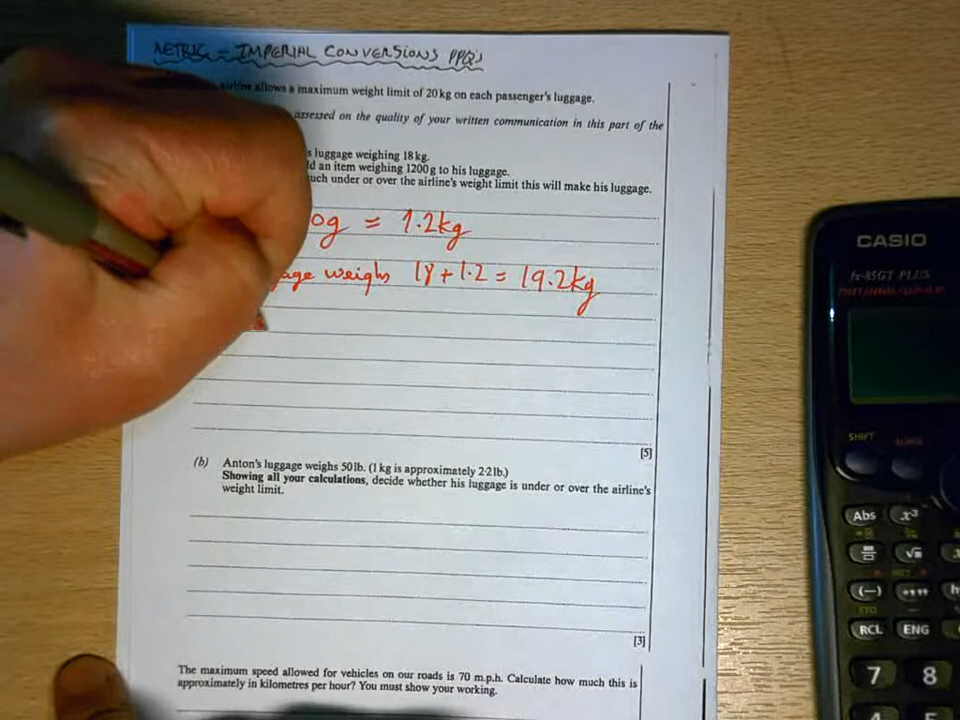 METRIC - IMPERIAL CONVERSIONS PPQ's
airline allows a maximum weight limit of 20 kg on each passenger's luggage.
assessed on the quality of your written communication in this part of the
luggage weighing 18 kg.
an item weighing 1200 g to his luggage.
under or over the airline's weight limit this will make his luggage.
0g = 1.2kg
weighs 18 + 1.2 = 19.2kg
[5]
(b) Anton's luggage weighs 50 lb. (1 kg is approximately 2·2 lb.)
Showing all your calculations, decide whether his luggage is under or over the airline's
weight limit.
[3]
The maximum speed allowed for vehicles on our roads is 70 m.p.h. Calculate how much this is
approximately in kilometres per hour? You must show your working.
CASIO
fx-85GT PLUS
SHIFT ALPHA
Abs x³
√
(−)
STO
RCL ENG
7 8